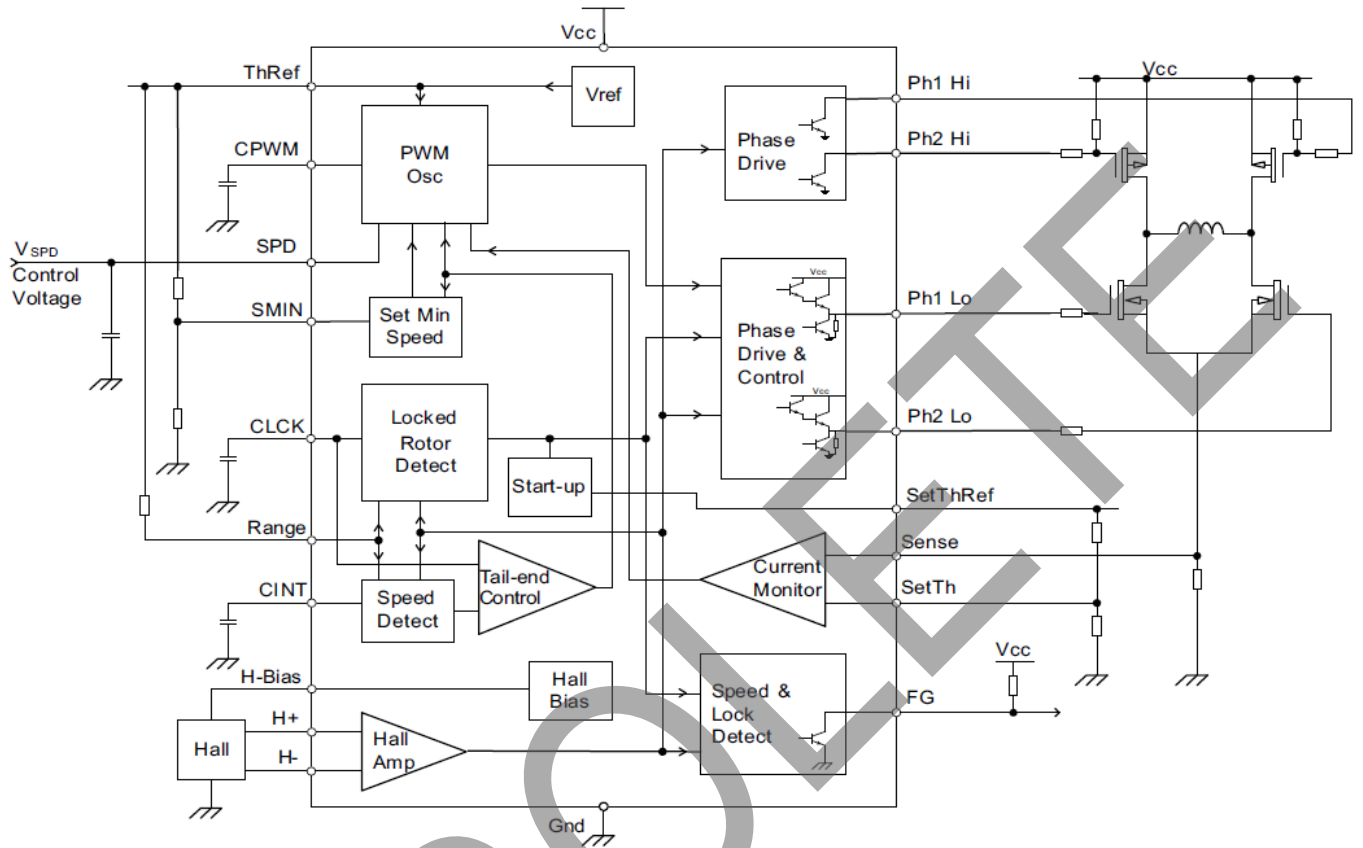 Vcc
ThRef
Vref
Ph1 Hi
Vcc
Phase
Drive
Ph2 Hi
CPWM
PWM
Osc
VSPD
Control
Voltage
SPD
SMIN
Set Min
Speed
Vcc
Phase
Drive &
Control
Vcc
Ph1 Lo
Ph2 Lo
CLCK
Locked
Rotor
Detect
Start-up
SetThRef
Range
Sense
Tail-end
Control
Current
Monitor
CINT
Speed
Detect
SetTh
Vcc
H-Bias
Hall
Bias
Speed &
Lock
Detect
FG
H+
Hall
Hall
Amp
H-
Gnd
OLETE